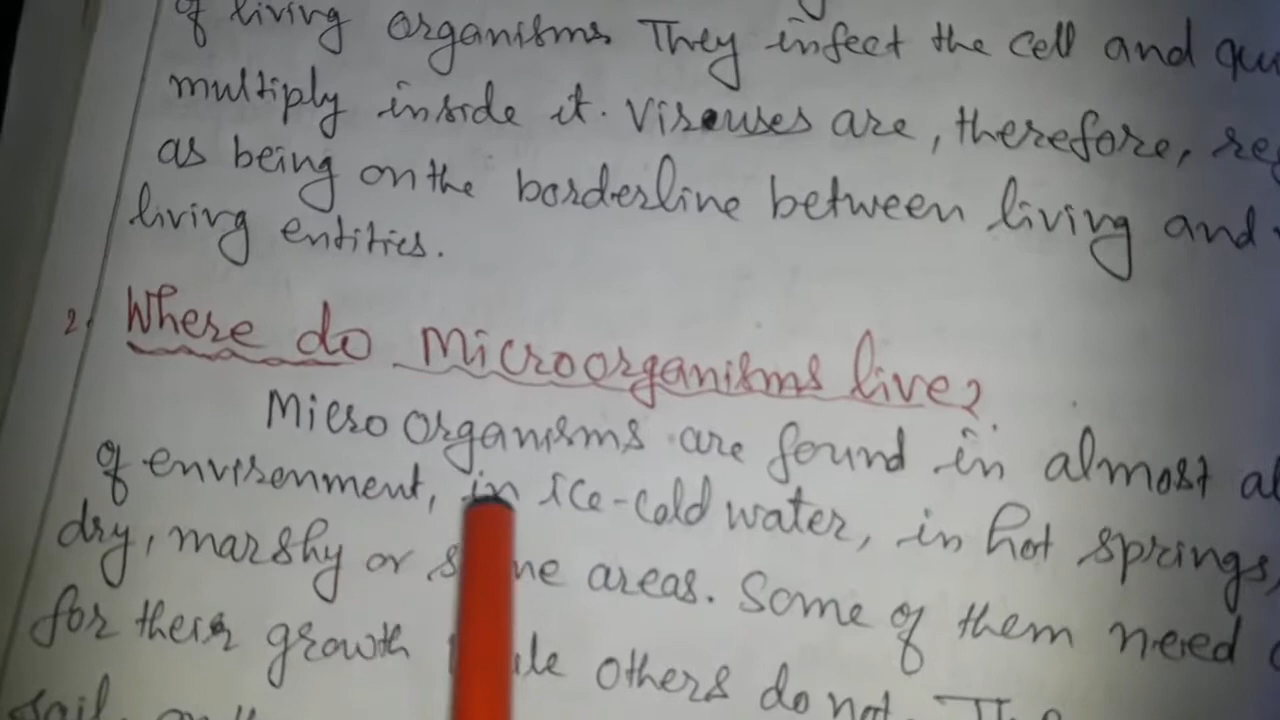 of living organisms They infect the cell and
multiply inside it. Viruses are, therefore,
as being on the borderline between living and
living entities.
2. Where do Microorganisms live?
Microorganisms are found in almost
of environment, in ice-cold water, in hot springs,
dry, marshy or areas. Some of them need
for their growth others do not.